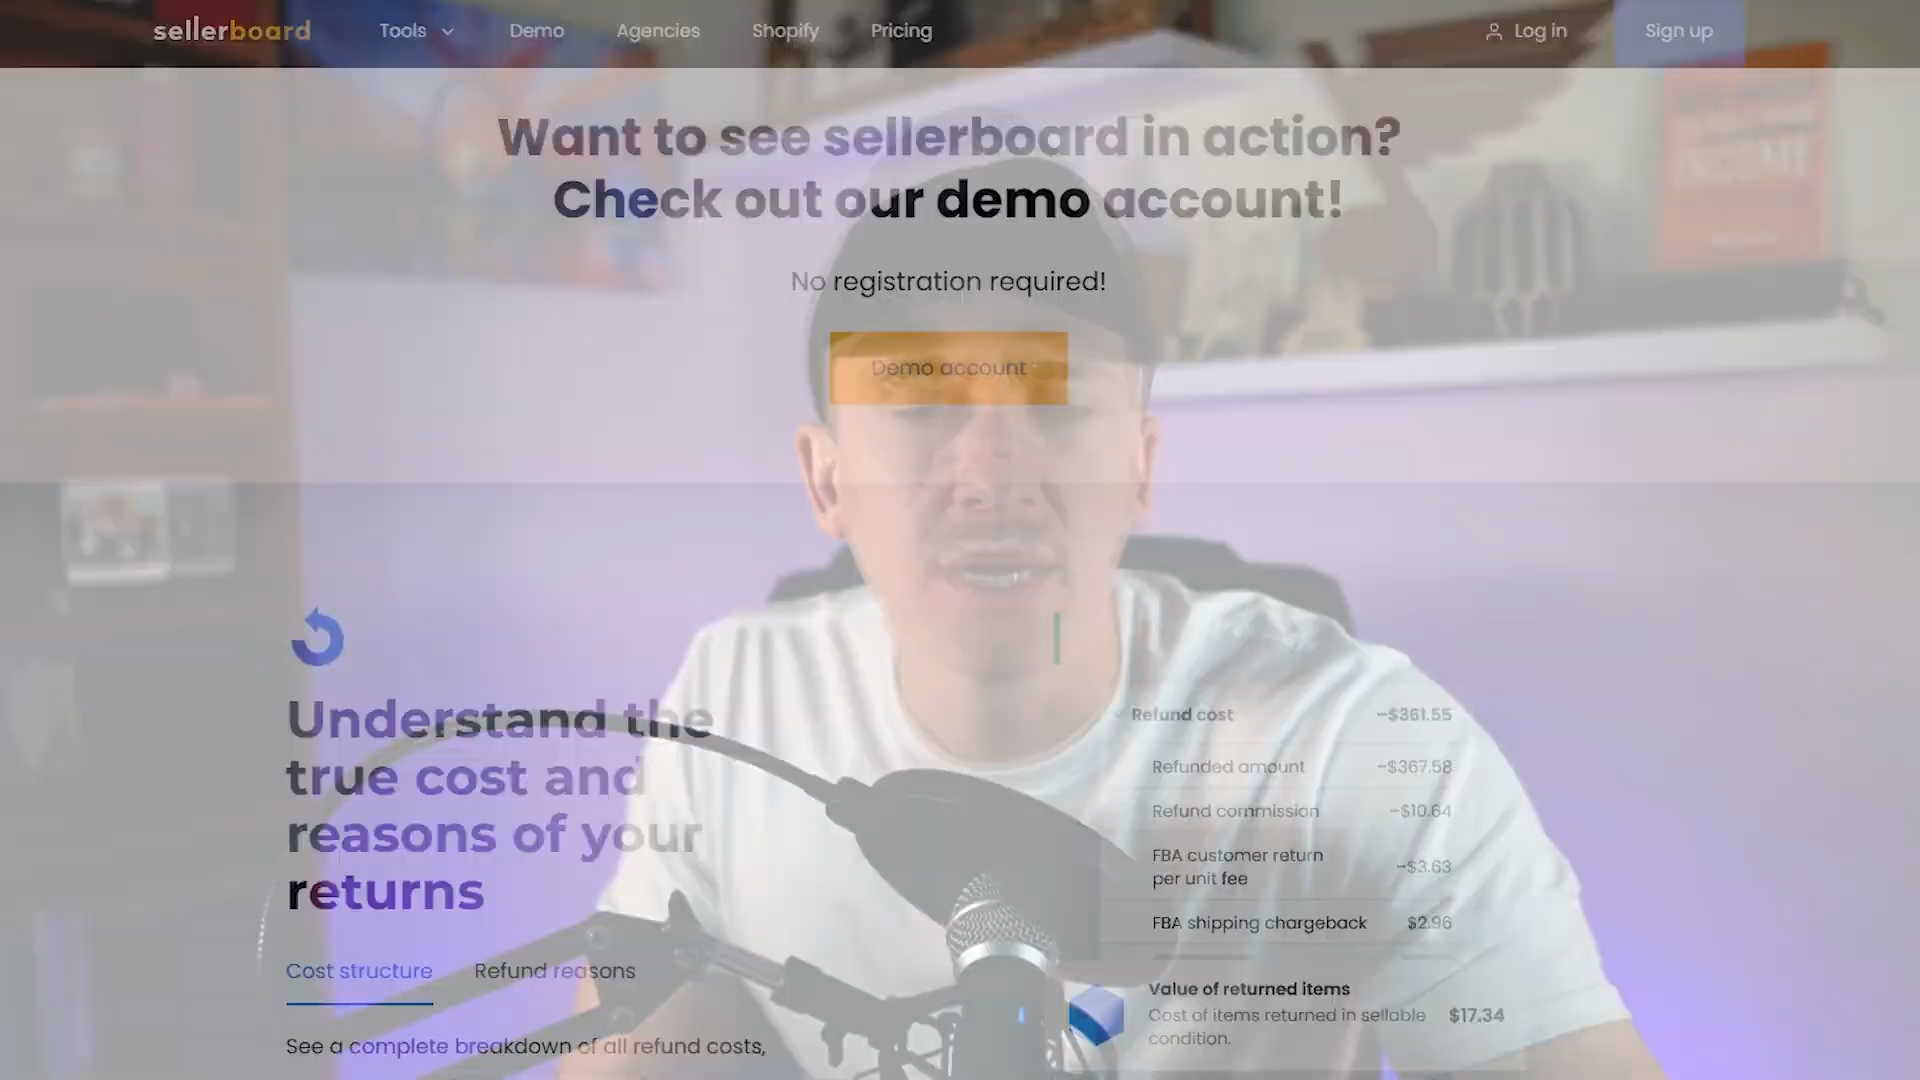 sellerboard
Tools
Demo
Agencies
Shopify
Pricing
Log in
Sign up
Want to see sellerboard in action?
Check out our demo account!
No registration required!
Demo account
Understand the
true cost and
reasons of your
returns
Cost structure
Refund reasons
See a complete breakdown of all refund costs,
Refund cost -$361.55
Refunded amount -$367.58
Refund commission -$10.64
FBA customer return
per unit fee -$3.63
FBA shipping chargeback $2.96
Value of returned items
Cost of items returned in sellable $17.34
condition.